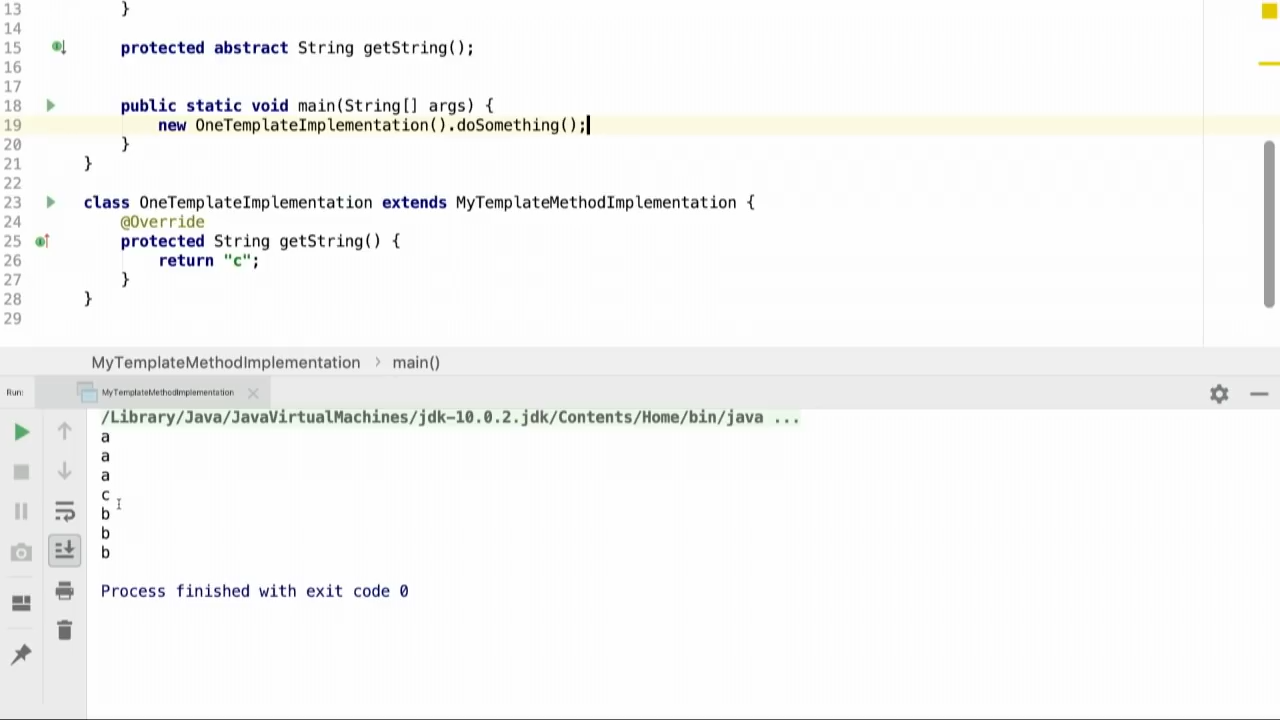 13 }
14
15 protected abstract String getString();
16
17
18 public static void main(String[] args) {
19 new OneTemplateImplementation().doSomething();
20 }
21 }
22
23 class OneTemplateImplementation extends MyTemplateMethodImplementation {
24 @Override
25 protected String getString() {
26 return "c";
27 }
28 }
29
MyTemplateMethodImplementation > main()
Run: MyTemplateMethodImplementation
/Library/Java/JavaVirtualMachines/jdk-10.0.2.jdk/Contents/Home/bin/java ...
a
a
a
c
b
b
b
Process finished with exit code 0